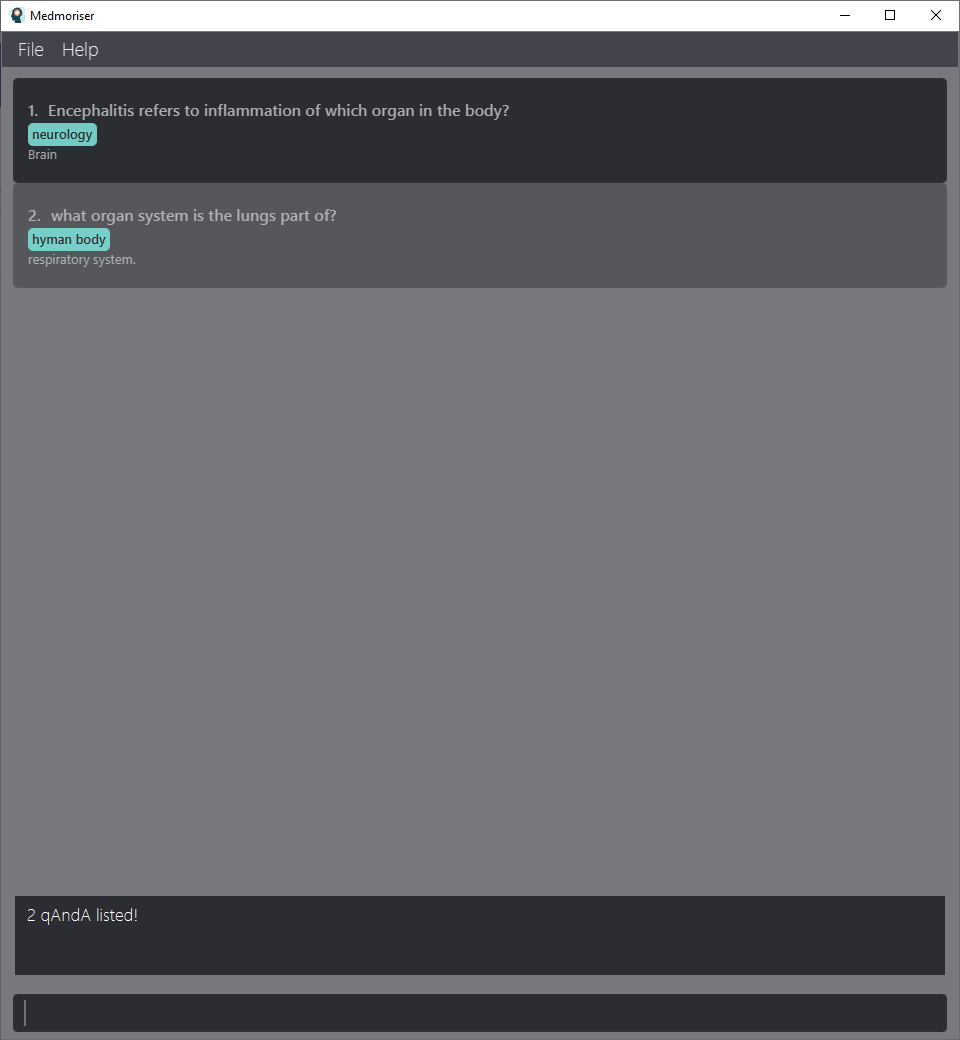 Medmoriser
File Help
1. Encephalitis refers to inflammation of which organ in the body?
neurology
Brain
2. what organ system is the lungs part of?
hyman body
respiratory system.
2 qAndA listed!